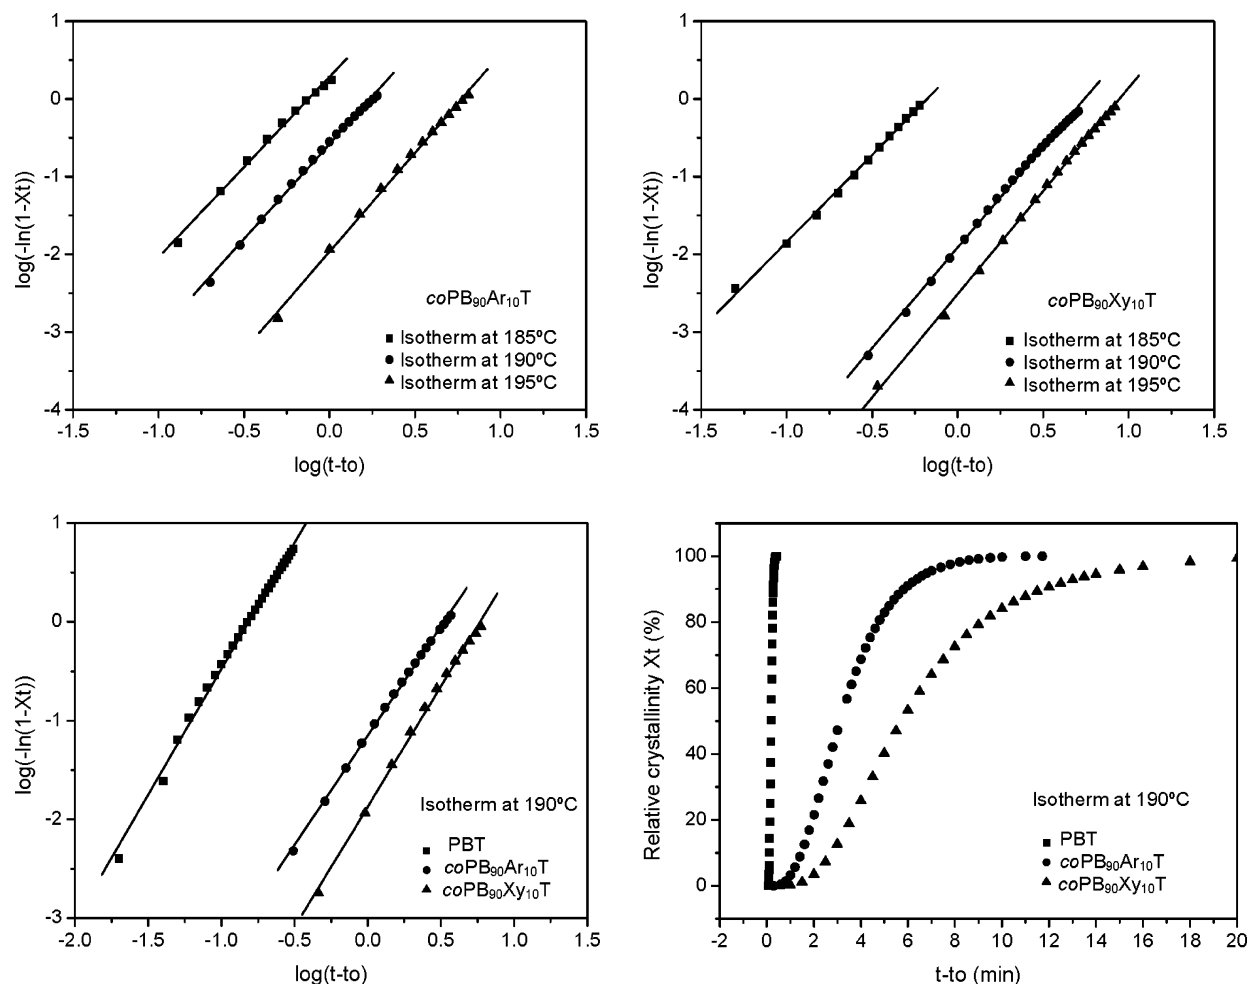 1
0
-1
-2
-3
-4
log(-ln(1-Xt))
coPB90Ar10T
Isotherm at 185ºC
Isotherm at 190ºC
Isotherm at 195ºC
-1.5 -1.0 -0.5 0.0 0.5 1.0 1.5
log(t-to)
1
0
-1
-2
-3
-4
log(-ln(1-Xt))
coPB90Xy10T
Isotherm at 185ºC
Isotherm at 190ºC
Isotherm at 195ºC
-1.5 -1.0 -0.5 0.0 0.5 1.0 1.5
log(t-to)
1
0
-1
-2
-3
log(-ln(1-Xt))
Isotherm at 190ºC
PBT
coPB90Ar10T
coPB90Xy10T
-2.0 -1.5 -1.0 -0.5 0.0 0.5 1.0 1.5
log(t-to)
100
80
60
40
20
0
Relative crystallinity Xt (%)
Isotherm at 190ºC
PBT
coPB90Ar10T
coPB90Xy10T
-2 0 2 4 6 8 10 12 14 16 18 20
t-to (min)